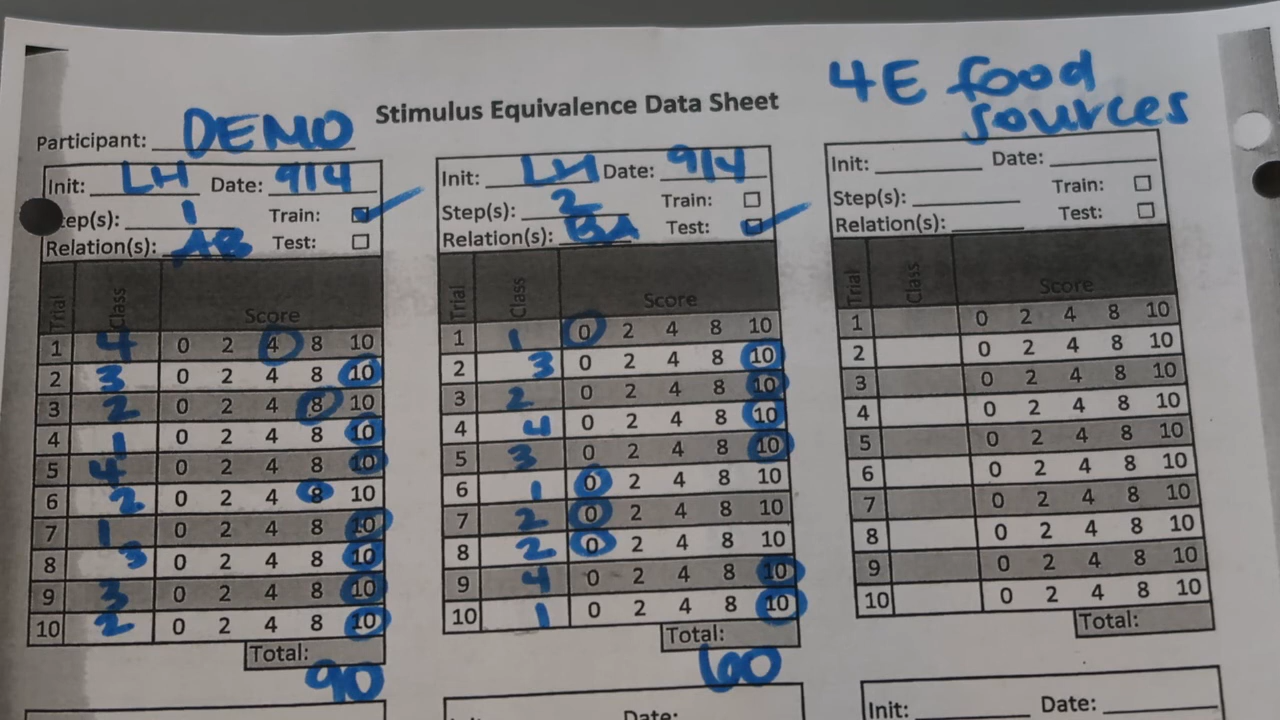 4E food
sources
Stimulus Equivalence Data Sheet
Participant: DEMO
Init: LH Date: 9/4
Step(s): 1 Train:
Relation(s): AB Test:
Trial Class Score
1 4 0 2 4 8 10
2 3 0 2 4 8 10
3 2 0 2 4 8 10
4 1 0 2 4 8 10
5 4 0 2 4 8 10
6 2 0 2 4 8 10
7 1 0 2 4 8 10
8 3 0 2 4 8 10
9 3 0 2 4 8 10
10 2 0 2 4 8 10
Total:
90
Init: LH Date: 9/4
Step(s): 2 Train:
Relation(s): BA Test:
Trial Class Score
1 1 0 2 4 8 10
2 3 0 2 4 8 10
3 2 0 2 4 8 10
4 4 0 2 4 8 10
5 3 0 2 4 8 10
6 1 0 2 4 8 10
7 2 0 2 4 8 10
8 2 0 2 4 8 10
9 4 0 2 4 8 10
10 1 0 2 4 8 10
Total:
60
Init: Date:
Step(s): Train:
Relation(s): Test:
Trial Class Score
1 0 2 4 8 10
2 0 2 4 8 10
3 0 2 4 8 10
4 0 2 4 8 10
5 0 2 4 8 10
6 0 2 4 8 10
7 0 2 4 8 10
8 0 2 4 8 10
9 0 2 4 8 10
10 0 2 4 8 10
Total:
Date:
Init: Date: